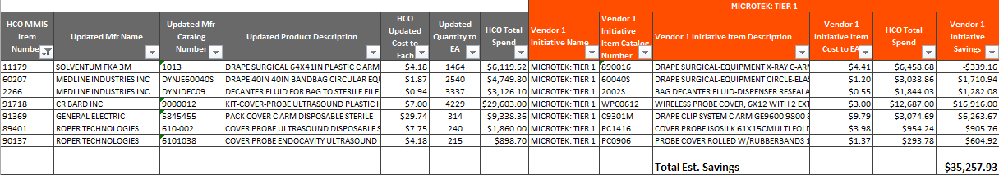 MICROTEK: TIER 1
HCO MMIS
Item
Numbe
Updated Mfr Name
Updated Mfr
Catalog
Number
Updated Product Description
HCO
Updated
Cost to
Each
Updated
Quantity to
EA
HCO Total
Spend
Vendor 1
Initiative Name
Vendor 1
Initiative
Item Catalog
Number
Vendor 1 Initiative Item Description
Vendor 1
Initiative Item
Cost to EA
HCO Total
Spend
Vendor 1
Initiative
Savings
11179 SOLVENTUM FKA 3M 1013 DRAPE SURGICAL 64X41IN PLASTIC C ARM $4.18 1464 $6,119.52 MICROTEK: TIER 1 890016 DRAPE SURGICAL-EQUIPMENT X-RAY C-ARM $4.41 $6,458.68 -$339.16
60207 MEDLINE INDUSTRIES INC DYNJE60040S DRAPE 40IN 40IN BANDBAG CIRCULAR EQU $1.87 2540 $4,749.80 MICROTEK: TIER 1 60040S DRAPE SURGICAL-EQUIPMENT CIRCLE-ELAS $1.20 $3,038.86 $1,710.94
2266 MEDLINE INDUSTRIES INC DYNJDEC09 DECANTER FLUID FOR BAG TO STERILE FILE $0.94 3337 $3,126.10 MICROTEK: TIER 1 2002S BAG DECANTER FLUID-DISPENSER RESEALA $0.55 $1,844.03 $1,282.08
91718 CR BARD INC 9000012 KIT-COVER-PROBE ULTRASOUND PLASTIC I $7.00 4229 $29,603.00 MICROTEK: TIER 1 WPC0612 WIRELESS PROBE COVER, 6X12 WITH 2 EXT $3.00 $12,687.00 $16,916.00
91369 GENERAL ELECTRIC 5845455 PACK COVER C ARM DISPOSABLE STERILE $29.74 314 $9,338.36 MICROTEK: TIER 1 C9301M DRAPE CLIP SYSTEM C ARM GE9600 9800 $9.79 $3,074.69 $6,263.67
89401 ROPER TECHNOLOGIES 610-002 COVER PROBE ULTRASOUND DISPOSABLE S $7.75 240 $1,860.00 MICROTEK: TIER 1 PC1416 COVER PROBE ISOSILK 61X15CMULTI FOLD $3.98 $954.24 $905.76
90137 ROPER TECHNOLOGIES 6101038 COVER PROBE ENDOCAVITY ULTRASOUND $4.18 215 $898.70 MICROTEK: TIER 1 PC0906 PROBE COVER ROLLED W/RUBBERBANDS 1 $1.37 $293.78 $604.92
Total Est. Savings $35,257.93